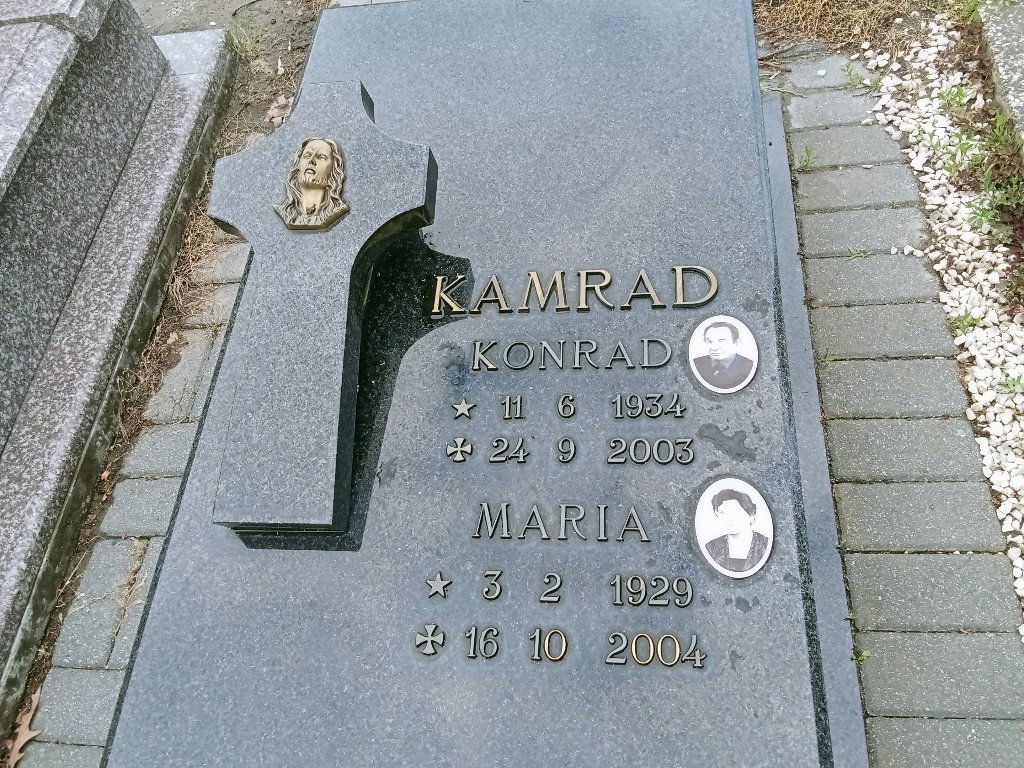 KAMRAD
KONRAD
★ 11 6 1934
✠ 24 9 2003
MARIA
★ 3 2 1929
✠ 16 10 2004